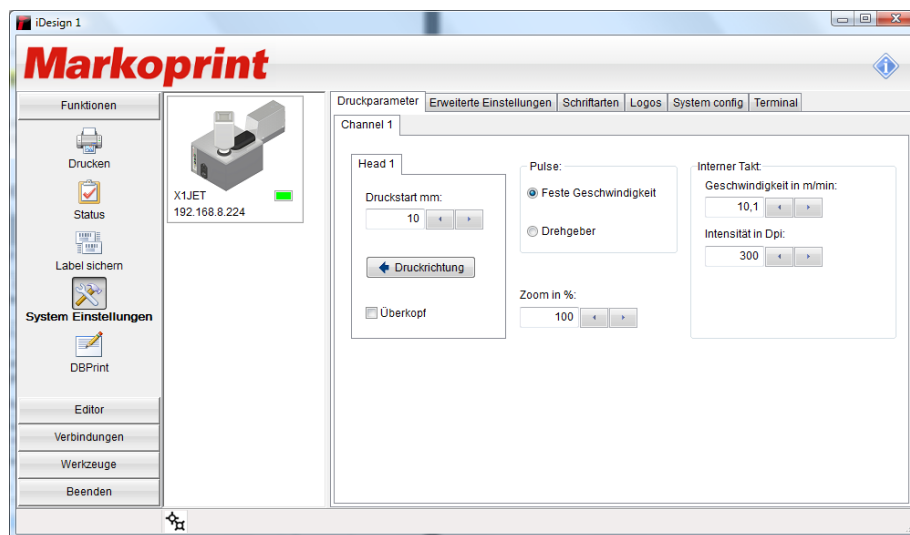 iDesign 1
Markoprint
Funktionen
Drucken
Status
Label sichern
System Einstellungen
DBPrint
Editor
Verbindungen
Werkzeuge
Beenden
X1JET
192.168.8.224
Druckparameter Erweiterte Einstellungen Schriftarten Logos System config Terminal
Channel 1
Head 1
Druckstart mm:
10
Druckrichtung
Überkopf
Pulse:
Feste Geschwindigkeit
Drehgeber
Zoom in %:
100
Interner Takt:
Geschwindigkeit in m/min:
10,1
Intensität in Dpi:
300